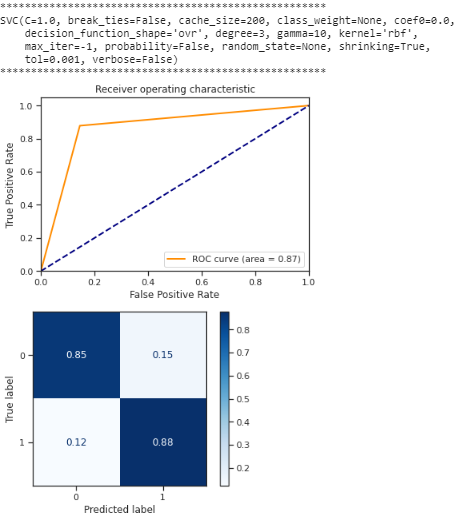 **************************************************
SVC(C=1.0, break_ties=False, cache_size=200, class_weight=None, coef0=0.0,
decision_function_shape='ovr', degree=3, gamma=10, kernel='rbf',
max_iter=-1, probability=False, random_state=None, shrinking=True,
tol=0.001, verbose=False)
**************************************************
Receiver operating characteristic
1.0
0.8
0.6
0.4
0.2
0.0
True Positive Rate
ROC curve (area = 0.87)
0.0 0.2 0.4 0.6 0.8 1.0
False Positive Rate
True label
0
1
0.85 0.15
0.12 0.88
0 1
Predicted label
0.8
0.7
0.6
0.5
0.4
0.3
0.2